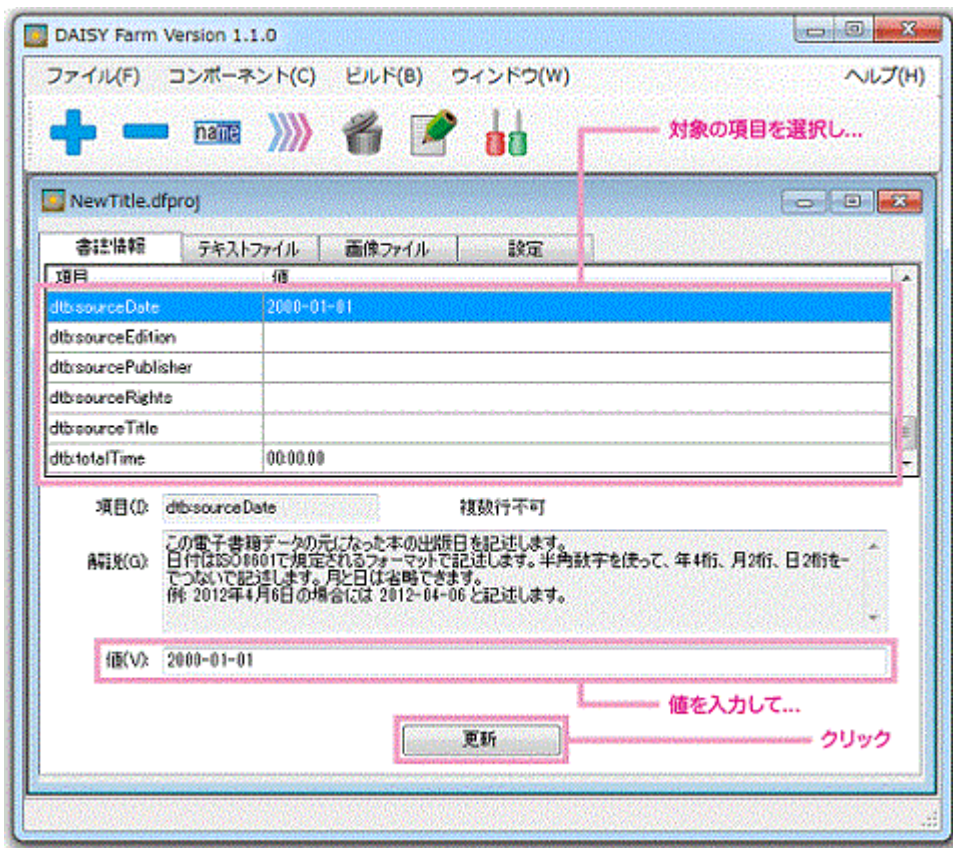 DAISY Farm Version 1.1.0
ファイル(F) コンポーネント(C) ビルド(B) ウィンドウ(W) ヘルプ(H)
name
対象の項目を選択し...
NewTitle.dfproj
書誌情報 テキストファイル 画像ファイル 設定
項目 値
dtb:sourceDate 2000-01-01
dtb:sourceEdition
dtb:sourcePublisher
dtb:sourceRights
dtb:sourceTitle
dtb:totalTime 00:00.00
項目(I): dtb:sourceDate 複数行不可
解説(G):
この電子書籍データの元になった本の出版日を記述します。
日付はISO8601で規定されるフォーマットで記述します。半角数字を使って、年4桁、月2桁、日2桁を-
でつないで記述します。月と日は省略できます。
例: 2012年4月6日の場合には 2012-04-06 と記述します。
値(V): 2000-01-01
値を入力して...
更新
クリック